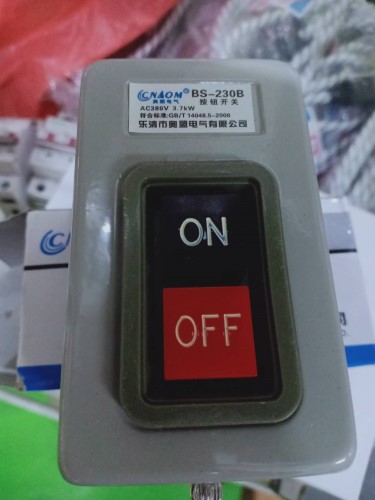 CNAOM BS-230B
奥盟电气 按钮开关
AC380V 3.7kW
符合标准:GB/T 14048.5-2008
乐清市奥盟电气有限公司
ON
OFF
CNAOM